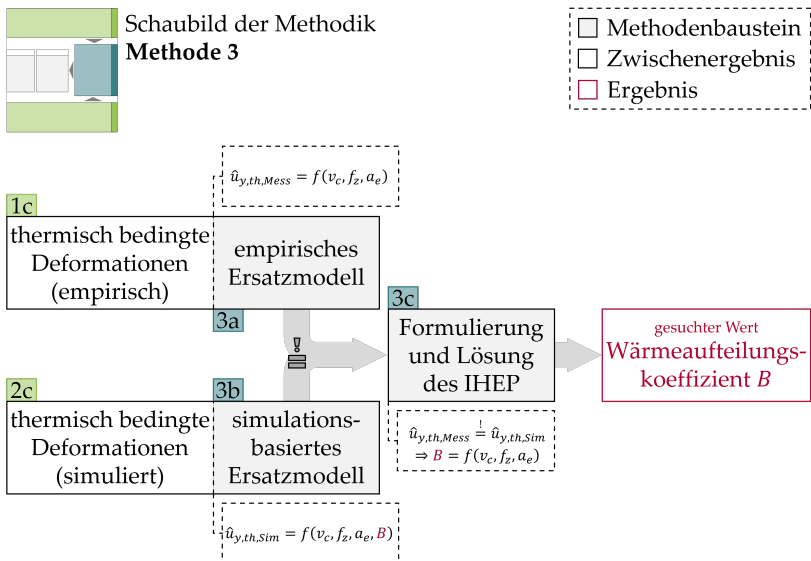 Schaubild der Methodik
Methode 3
Methodenbaustein
Zwischenergebnis
Ergebnis
û_{y,th,Mess} = f(v_c, f_z, a_e)
1c
thermisch bedingte
Deformationen
(empirisch)
empirisches
Ersatzmodell
3a
3c
Formulierung
und Lösung
des IHEP
gesuchter Wert
Wärmeaufteilungs-
koeffizient B
!
=
2c
thermisch bedingte
Deformationen
(simuliert)
3b
simulations-
basiertes
Ersatzmodell
!
û_{y,th,Mess} = û_{y,th,Sim}
⇒ B = f(v_c, f_z, a_e)
û_{y,th,Sim} = f(v_c, f_z, a_e, B)